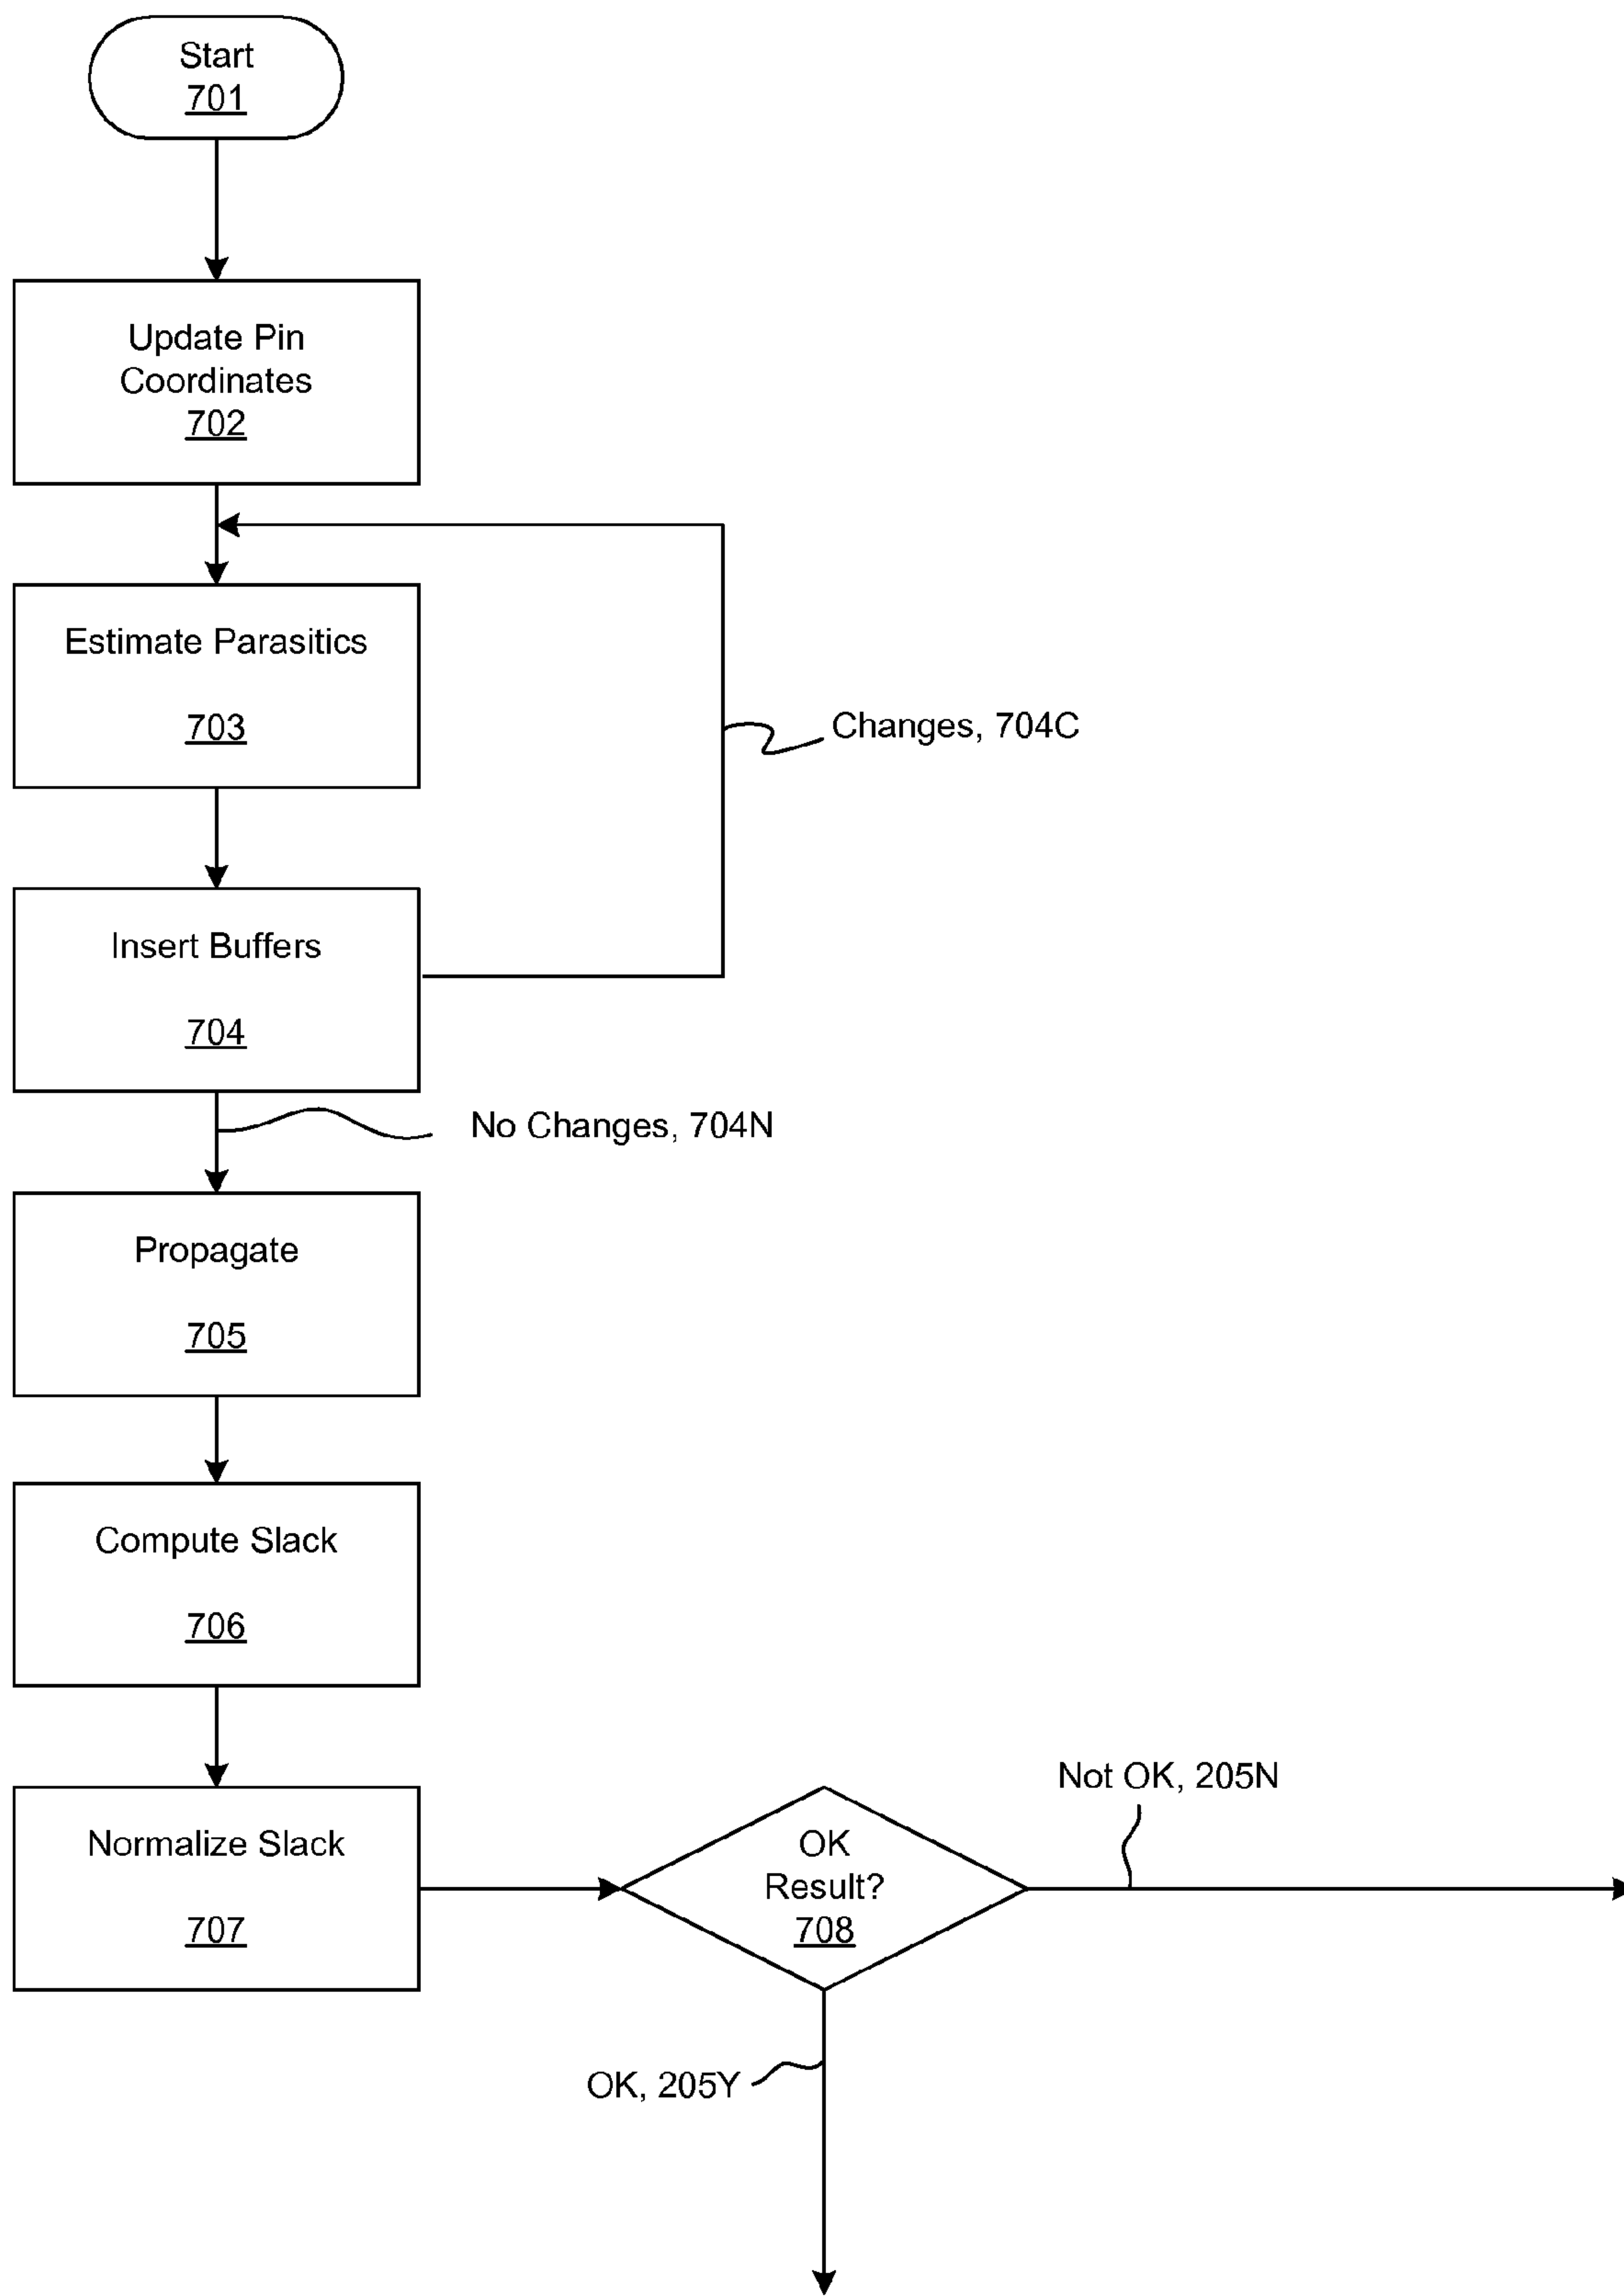 Start
701
Update Pin
Coordinates
702
Estimate Parasitics
703
Changes, 704C
Insert Buffers
704
No Changes, 704N
Propagate
705
Compute Slack
706
Normalize Slack
707
OK
Result?
708
Not OK, 205N
OK, 205Y